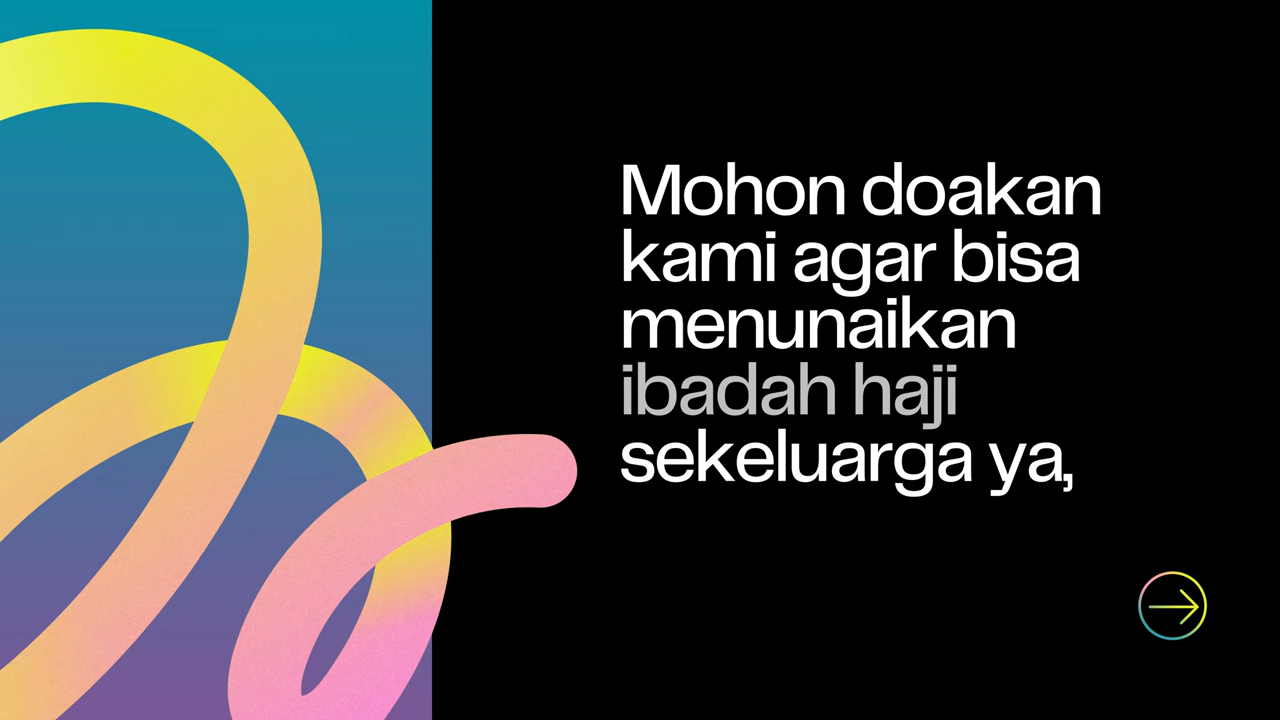 Mohon doakan
kami agar bisa
menunaikan
ibadah haji
sekeluarga ya,